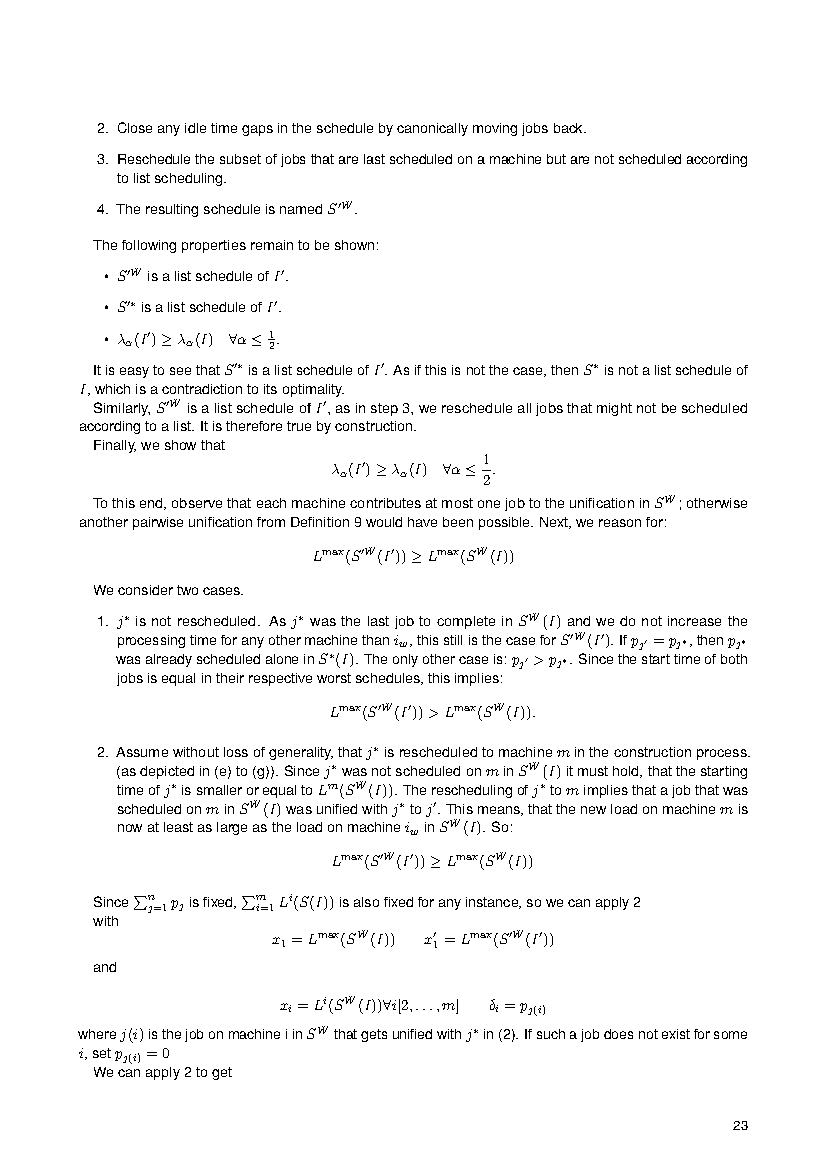 2. Close any idle time gaps in the schedule by canonically moving jobs back.
3. Reschedule the subset of jobs that are last scheduled on a machine but are not scheduled according
to list scheduling.
4. The resulting schedule is named S′ᵂ.
The following properties remain to be shown:
• S′ᵂ is a list schedule of I′.
• S′* is a list schedule of I′.
• λ_α(I′) ≥ λ_α(I) ∀α ≤ 1/2.
It is easy to see that S′* is a list schedule of I′. As if this is not the case, then S* is not a list schedule of
I, which is a contradiction to its optimality.
Similarly, S′ᵂ is a list schedule of I′, as in step 3, we reschedule all jobs that might not be scheduled
according to a list. It is therefore true by construction.
Finally, we show that
λ_α(I′) ≥ λ_α(I) ∀α ≤ 1/2.
To this end, observe that each machine contributes at most one job to the unification in Sᵂ; otherwise
another pairwise unification from Definition 9 would have been possible. Next, we reason for:
L^max(S′ᵂ(I′)) ≥ L^max(Sᵂ(I))
We consider two cases.
1. j* is not rescheduled. As j* was the last job to complete in Sᵂ(I) and we do not increase the
processing time for any other machine than i_w, this still is the case for S′ᵂ(I′). If p_j′ = p_j*, then p_j*
was already scheduled alone in S*(I). The only other case is: p_j′ > p_j*. Since the start time of both
jobs is equal in their respective worst schedules, this implies:
L^max(S′ᵂ(I′)) > L^max(Sᵂ(I)).
2. Assume without loss of generality, that j* is rescheduled to machine m in the construction process.
(as depicted in (e) to (g)). Since j* was not scheduled on m in Sᵂ(I) it must hold, that the starting
time of j* is smaller or equal to L^m(Sᵂ(I)). The rescheduling of j* to m implies that a job that was
scheduled on m in Sᵂ(I) was unified with j* to j′. This means, that the new load on machine m is
now at least as large as the load on machine i_w in Sᵂ(I). So:
L^max(S′ᵂ(I′)) ≥ L^max(Sᵂ(I))
Since ∑_{j=1}^n p_j is fixed, ∑_{i=1}^m L^i(S(I)) is also fixed for any instance, so we can apply 2
with
x_1 = L^max(Sᵂ(I)) x′_1 = L^max(S′ᵂ(I′))
and
x_i = L^i(Sᵂ(I))∀i[2, . . . , m] δ_i = p_{j(i)}
where j(i) is the job on machine i in Sᵂ that gets unified with j* in (2). If such a job does not exist for some
i, set p_{j(i)} = 0
We can apply 2 to get
23